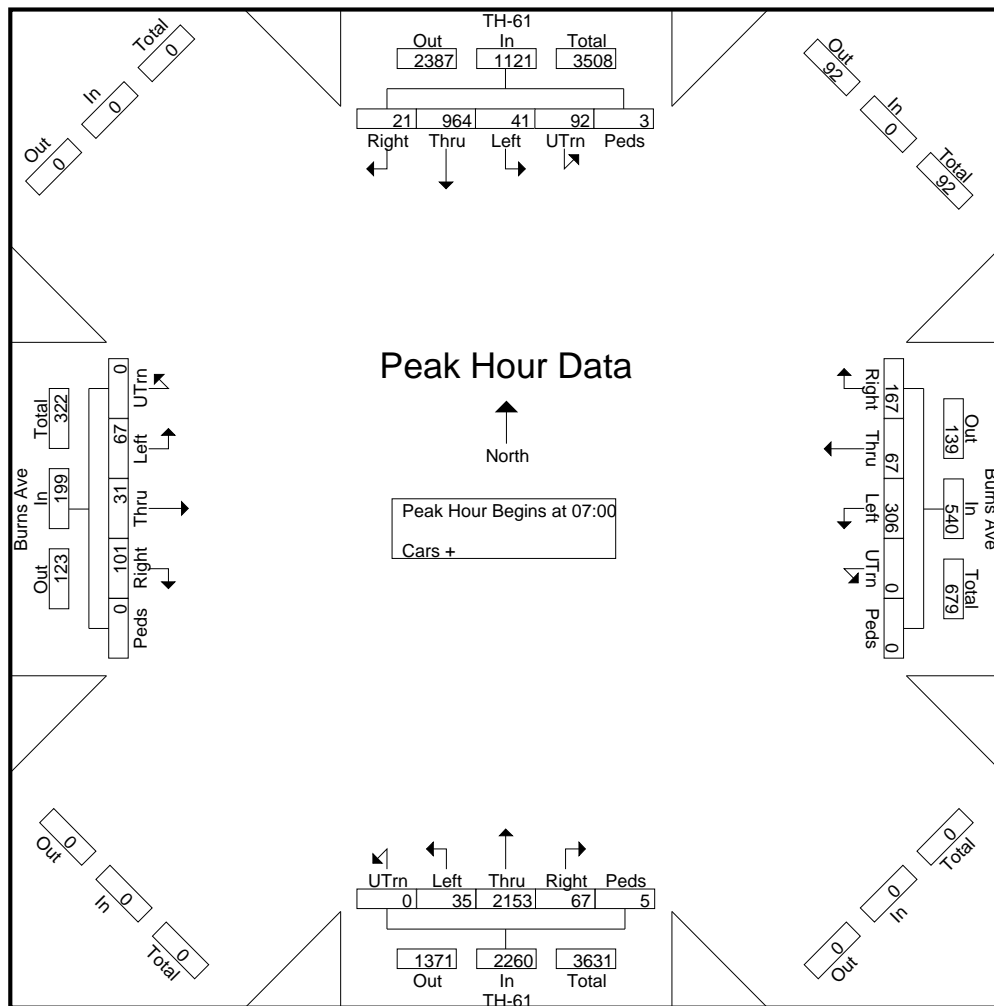 TH-61
Out In Total
2387 1121 3508
21 964 41 92 3
Right Thru Left UTrn Peds
Total
0
In
0
Out
0
Out
92
In
0
Total
92
Peak Hour Data
North
Peak Hour Begins at 07:00
Cars +
Burns Ave
Total In Out
322 199 123
0 67 31 101 0
UTrn Left Thru Right Peds
Right Thru Left UTrn Peds
167 67 306 0 0
Out In Total
139 540 679
Burns Ave
0
Out
0
In
0
Total
0
Total
0
In
0
Out
UTrn Left Thru Right Peds
0 35 2153 67 5
1371 2260 3631
Out In Total
TH-61